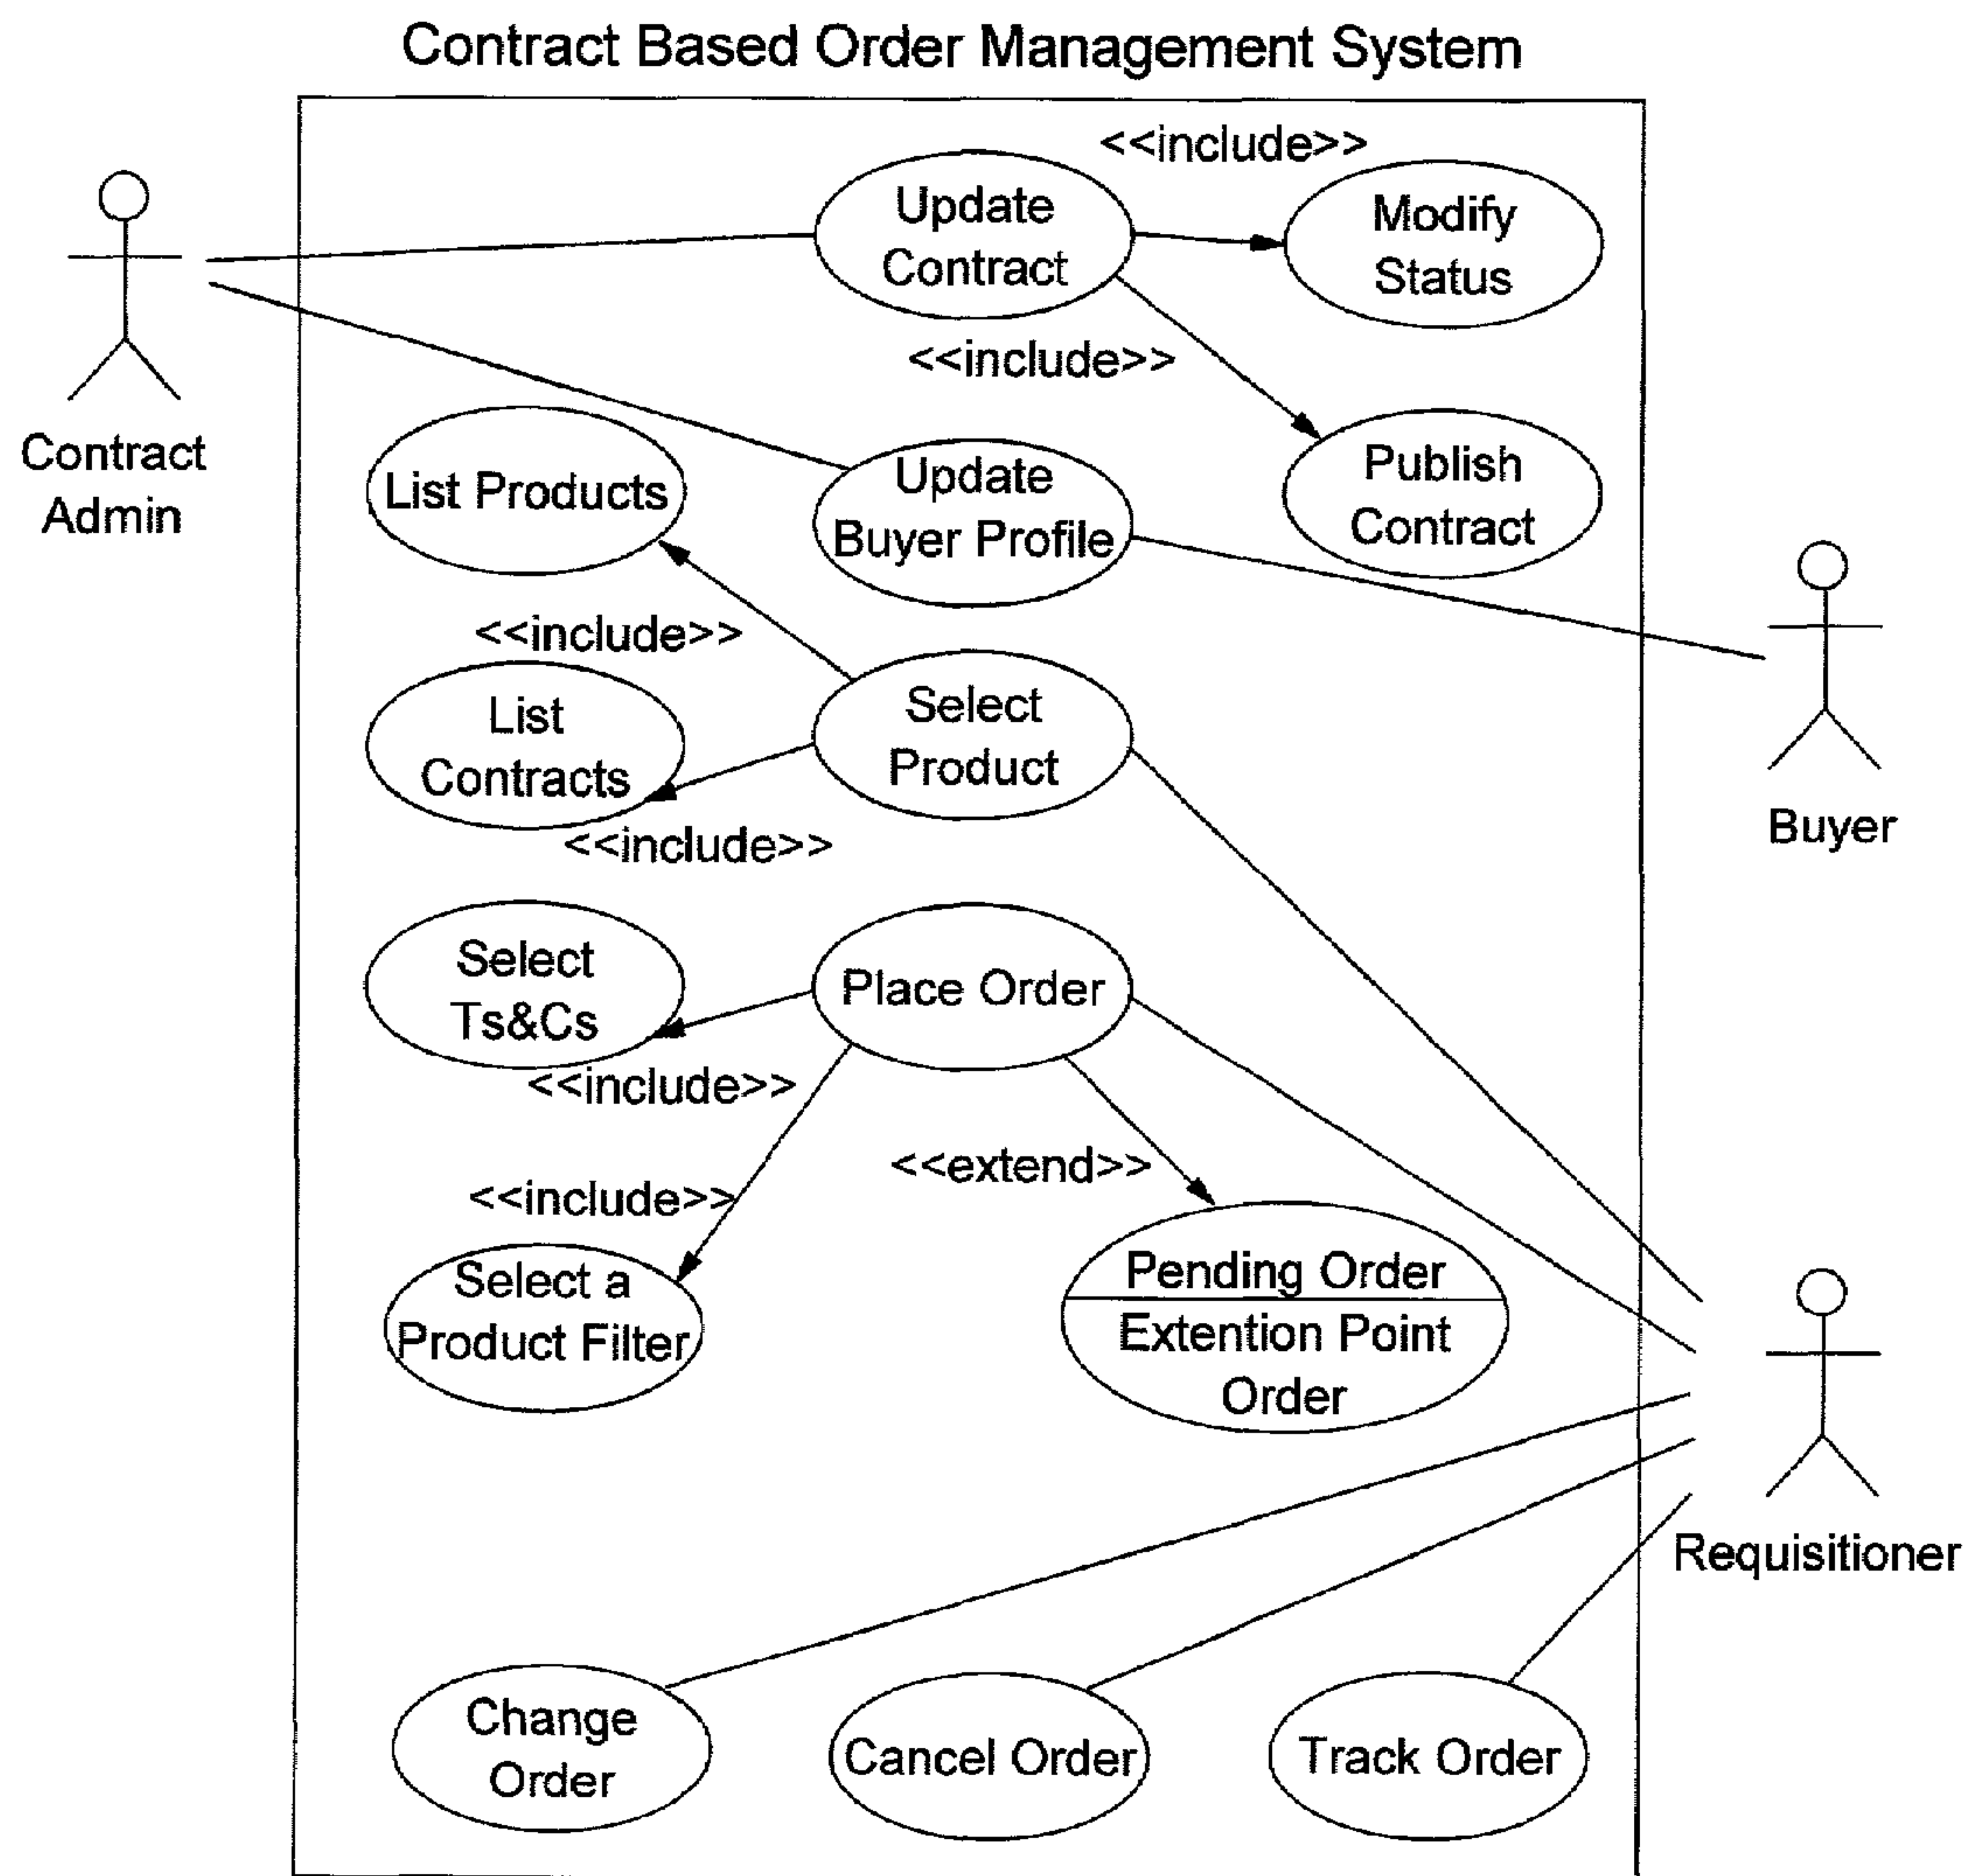 Contract Based Order Management System
<<include>>
Update
Contract
Modify
Status
<<include>>
Contract
Admin
List Products
Update
Buyer Profile
Publish
Contract
<<include>>
List
Contracts
Select
Product
<<include>>
Buyer
Select
Ts&Cs
Place Order
<<include>>
<<extend>>
<<include>>
Select a
Product Filter
Pending Order
Extention Point
Order
Requisitioner
Change
Order
Cancel Order
Track Order